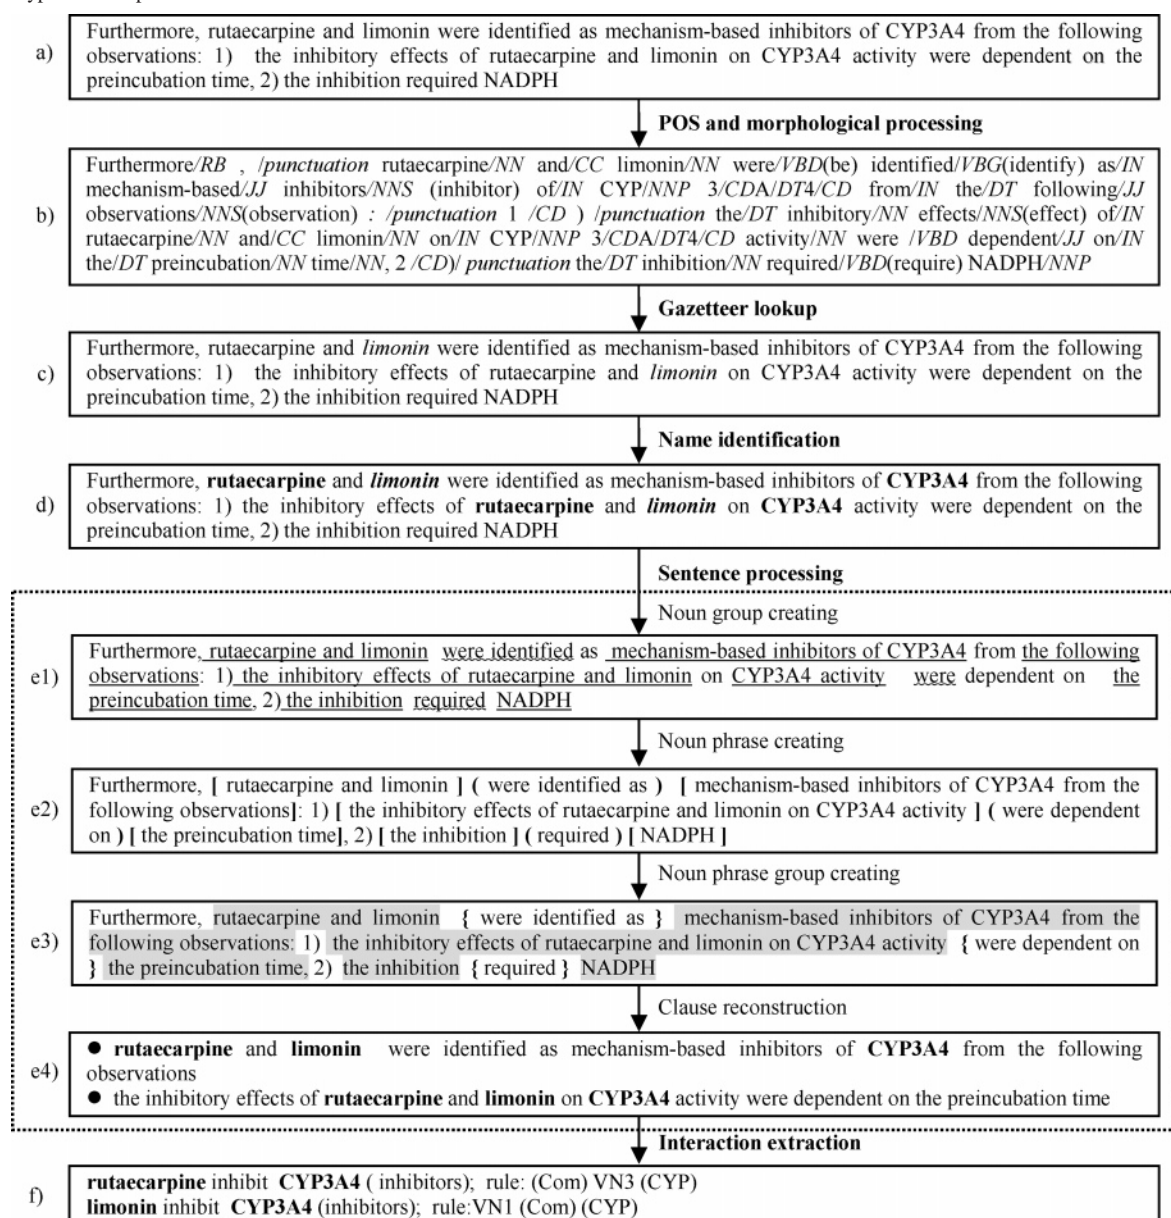 a) Furthermore, rutaecarpine and limonin were identified as mechanism-based inhibitors of CYP3A4 from the following
observations: 1) the inhibitory effects of rutaecarpine and limonin on CYP3A4 activity were dependent on the
preincubation time, 2) the inhibition required NADPH
POS and morphological processing
b) Furthermore/RB , /punctuation rutaecarpine/NN and/CC limonin/NN were/VBD(be) identified/VBG(identify) as/IN
mechanism-based/JJ inhibitors/NNS (inhibitor) of/IN CYP/NNP 3/CDA/DT4/CD from/IN the/DT following/JJ
observations/NNS(observation) : /punctuation 1 /CD ) /punctuation the/DT inhibitory/NN effects/NNS(effect) of/IN
rutaecarpine/NN and/CC limonin/NN on/IN CYP/NNP 3/CDA/DT4/CD activity/NN were /VBD dependent/JJ on/IN
the/DT preincubation/NN time/NN, 2 /CD)/ punctuation the/DT inhibition/NN required/VBD(require) NADPH/NNP
Gazetteer lookup
c) Furthermore, rutaecarpine and limonin were identified as mechanism-based inhibitors of CYP3A4 from the following
observations: 1) the inhibitory effects of rutaecarpine and limonin on CYP3A4 activity were dependent on the
preincubation time, 2) the inhibition required NADPH
Name identification
d) Furthermore, rutaecarpine and limonin were identified as mechanism-based inhibitors of CYP3A4 from the following
observations: 1) the inhibitory effects of rutaecarpine and limonin on CYP3A4 activity were dependent on the
preincubation time, 2) the inhibition required NADPH
Sentence processing
Noun group creating
e1) Furthermore, rutaecarpine and limonin were identified as mechanism-based inhibitors of CYP3A4 from the following
observations: 1) the inhibitory effects of rutaecarpine and limonin on CYP3A4 activity were dependent on the
preincubation time, 2) the inhibition required NADPH
Noun phrase creating
e2) Furthermore, [ rutaecarpine and limonin ] ( were identified as ) [ mechanism-based inhibitors of CYP3A4 from the
following observations]: 1) [ the inhibitory effects of rutaecarpine and limonin on CYP3A4 activity ] ( were dependent
on ) [ the preincubation time], 2) [ the inhibition ] ( required ) [ NADPH ]
Noun phrase group creating
e3) Furthermore, rutaecarpine and limonin { were identified as } mechanism-based inhibitors of CYP3A4 from the
following observations: 1) the inhibitory effects of rutaecarpine and limonin on CYP3A4 activity { were dependent on
} the preincubation time, 2) the inhibition { required } NADPH
Clause reconstruction
e4) ● rutaecarpine and limonin were identified as mechanism-based inhibitors of CYP3A4 from the following
observations
● the inhibitory effects of rutaecarpine and limonin on CYP3A4 activity were dependent on the preincubation time
Interaction extraction
f) rutaecarpine inhibit CYP3A4 ( inhibitors); rule: (Com) VN3 (CYP)
limonin inhibit CYP3A4 (inhibitors); rule:VN1 (Com) (CYP)